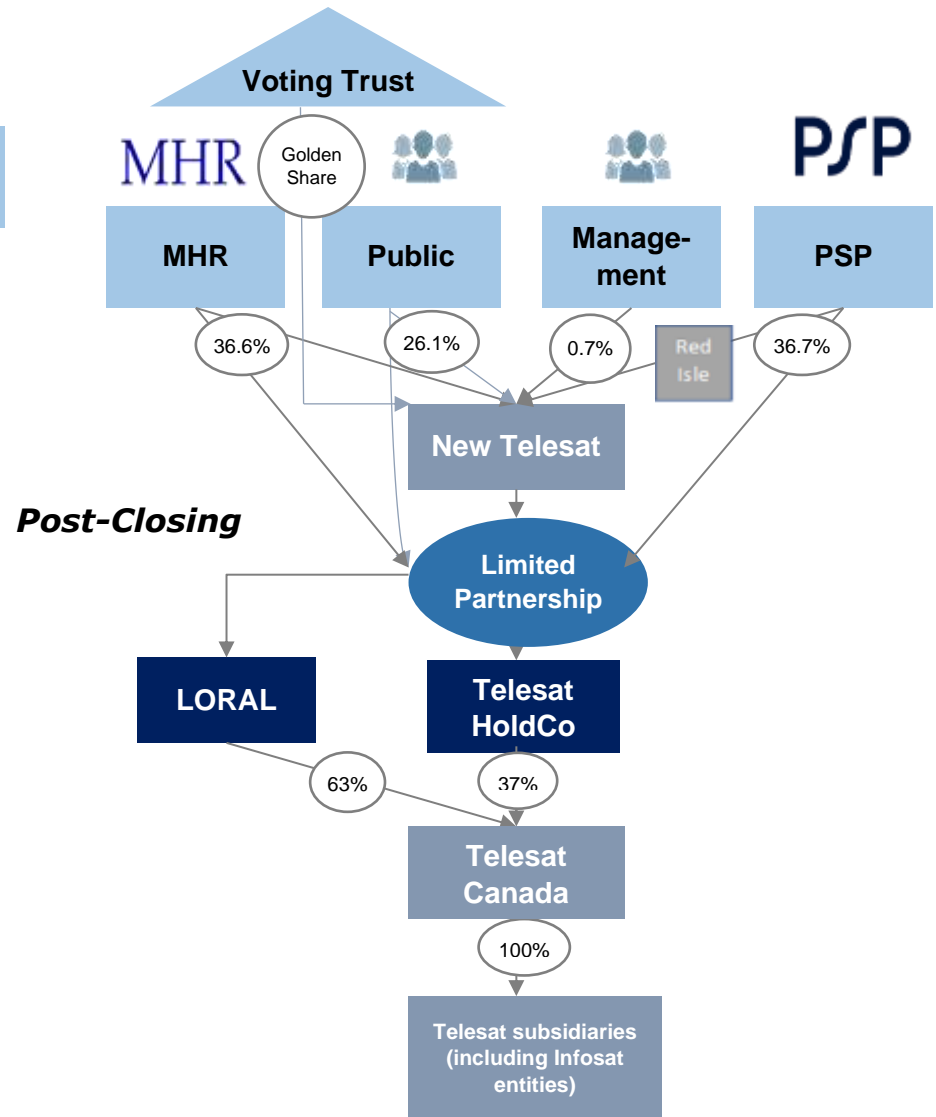 Voting Trust
MHR
Golden
Share
PSP
MHR
Public
Manage-
ment
PSP
36.6%
26.1%
0.7%
Red
Isle
36.7%
New Telesat
Post-Closing
Limited
Partnership
LORAL
Telesat
HoldCo
63%
37%
Telesat
Canada
100%
Telesat subsidiaries
(including Infosat
entities)